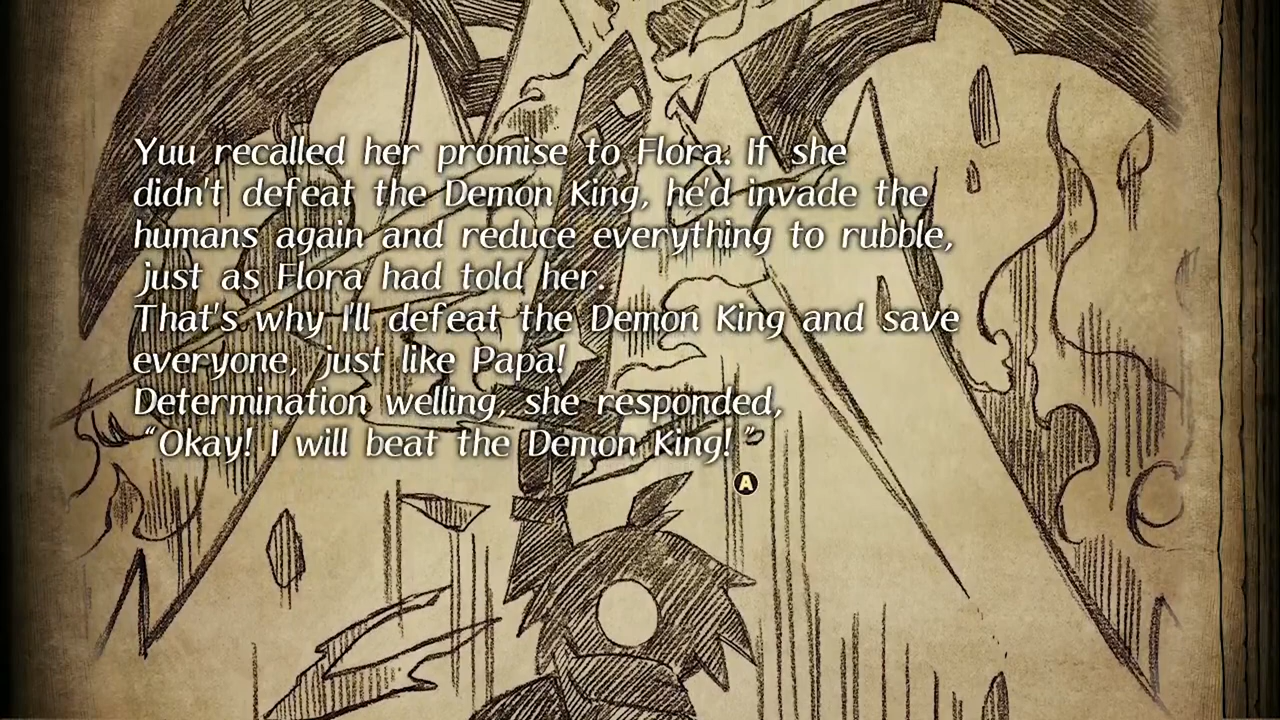 Yuu recalled her promise to Flora. If she
didn't defeat the Demon King, he'd invade the
humans again and reduce everything to rubble,
just as Flora had told her.
That's why I'll defeat the Demon King and save
everyone, just like Papa!
Determination welling, she responded,
“Okay! I will beat the Demon King!”
A